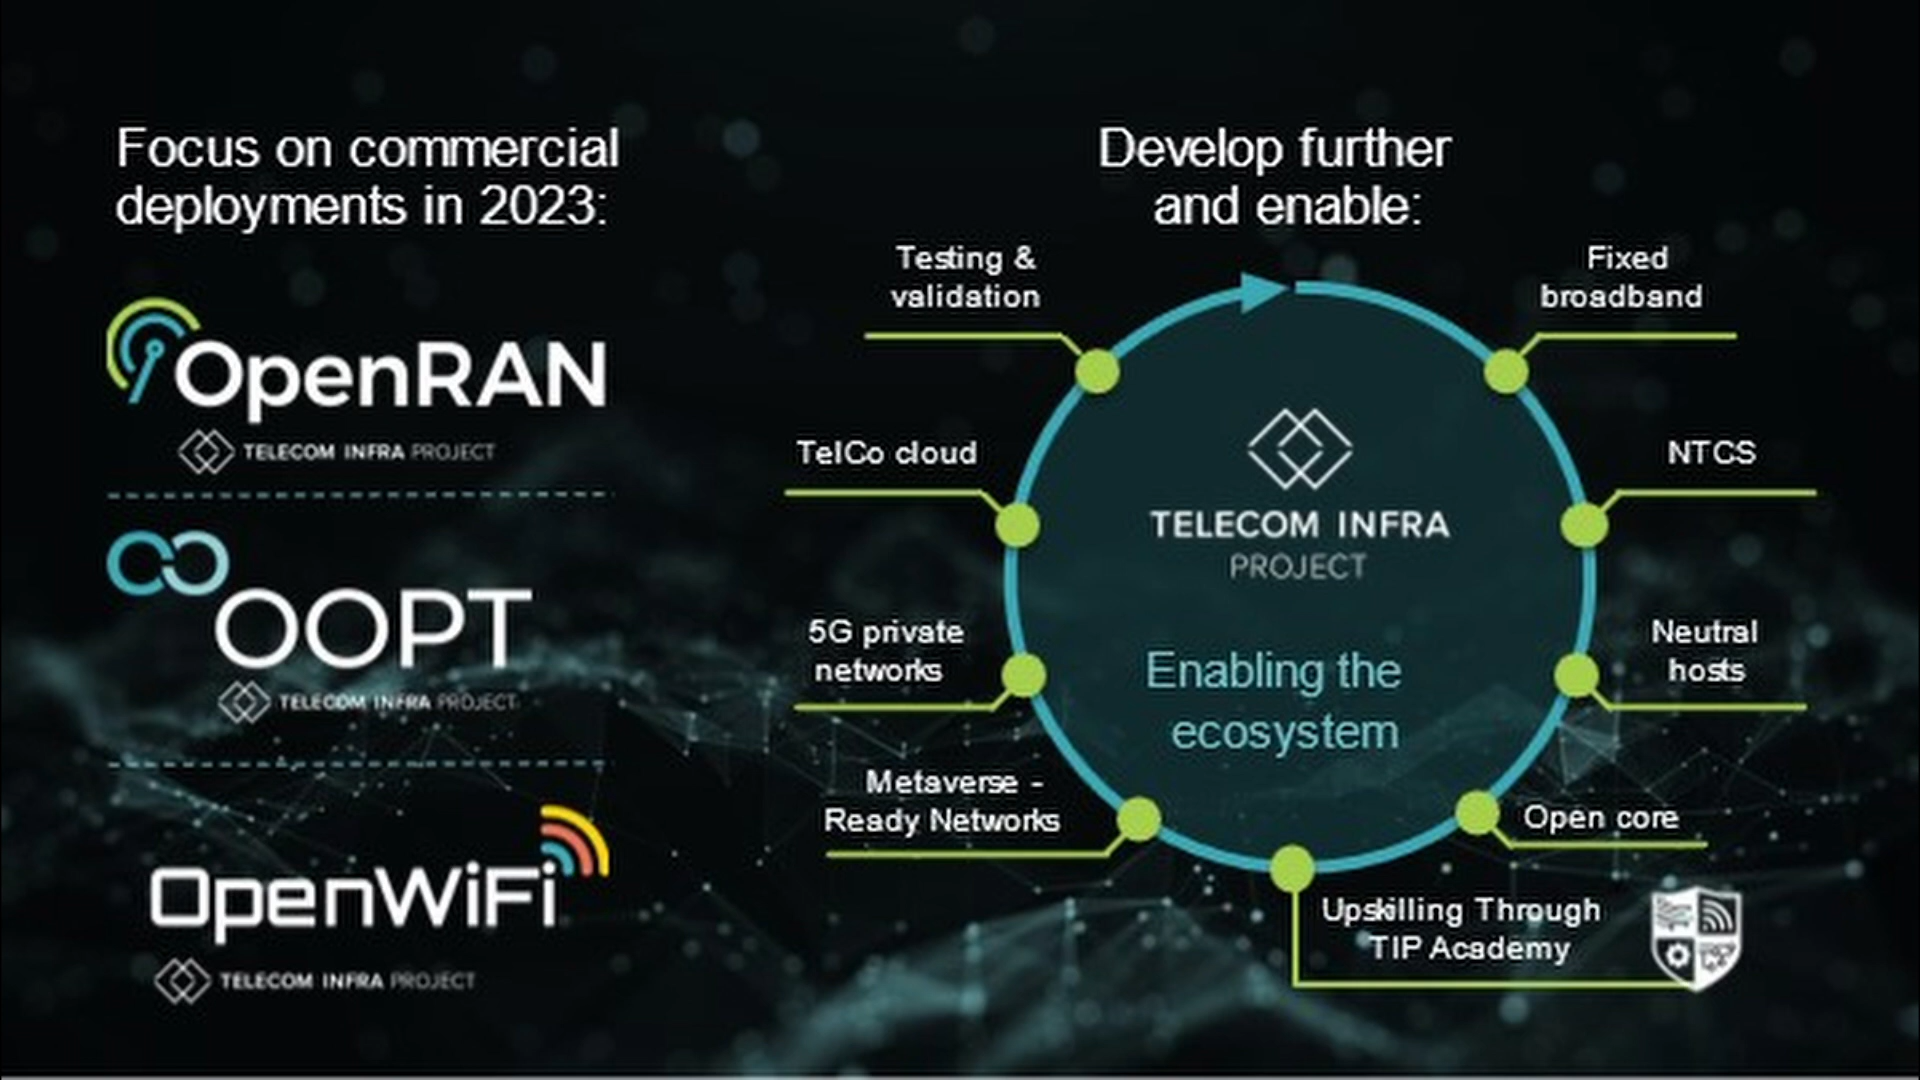 Focus on commercial
deployments in 2023:
OpenRAN
TELECOM INFRA PROJECT
OOPT
TELECOM INFRA PROJECT
OpenWiFi
TELECOM INFRA PROJECT
Develop further
and enable:
Testing &
validation
TelCo cloud
5G private
networks
Metaverse -
Ready Networks
TELECOM INFRA
PROJECT
Enabling the
ecosystem
Fixed
broadband
NTCS
Neutral
hosts
Open core
Upskilling Through
TIP Academy